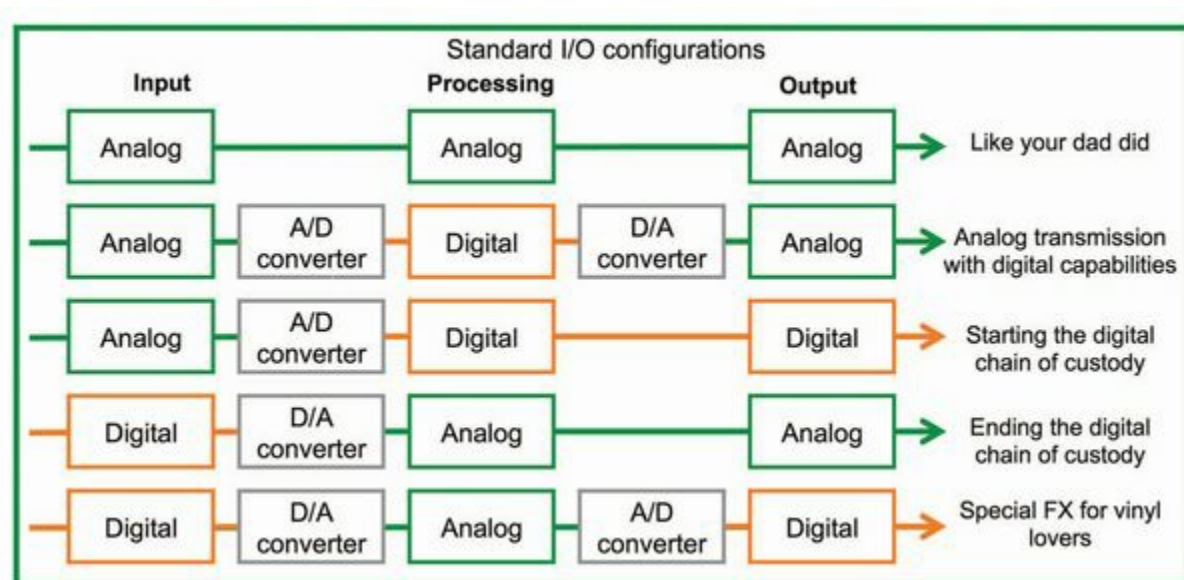 Standard I/O configurations
Input Processing Output
Analog Analog Analog Like your dad did
Analog A/D converter Digital D/A converter Analog Analog transmission with digital capabilities
Analog A/D converter Digital Digital Starting the digital chain of custody
Digital D/A converter Analog Analog Ending the digital chain of custody
Digital D/A converter Analog A/D converter Digital Special FX for vinyl lovers